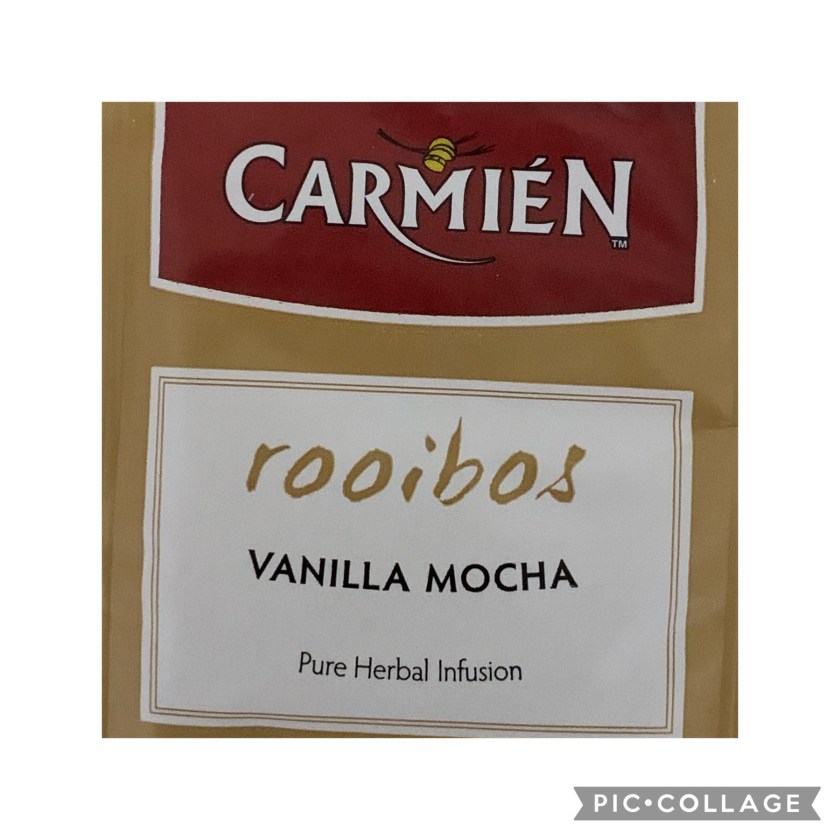 CARMIÉN
TM
rooibos
VANILLA MOCHA
Pure Herbal Infusion
PIC•COLLAGE